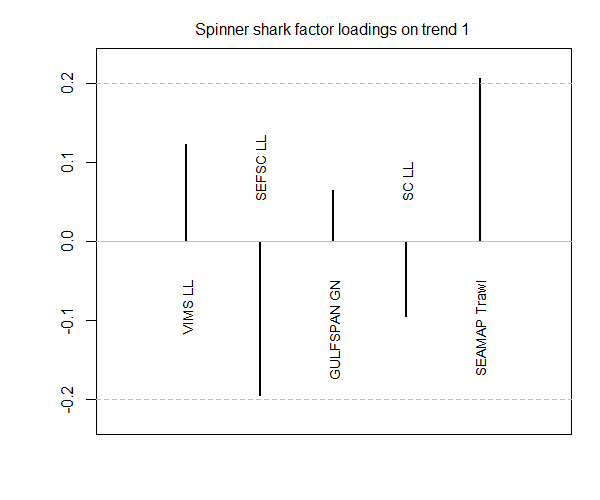 Spinner shark factor loadings on trend 1
0.2
0.1
0.0
-0.1
-0.2
VIMS LL
SEFSC LL
GULFSPAN GN
SC LL
SEAMAP Trawl